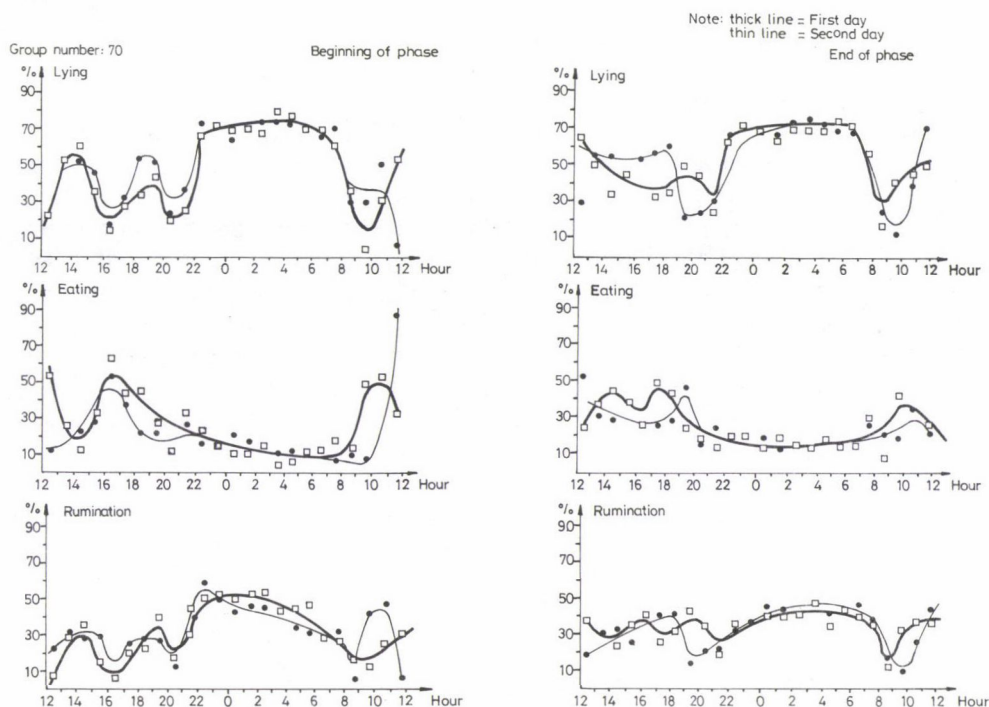 Note: thick line = First day
thin line = Second day
Group number: 70
Beginning of phase
End of phase
% Lying
90
70
50
30
10
12 14 16 18 20 22 0 2 4 6 8 10 12 Hour
% Lying
90
70
50
30
10
12 14 16 18 20 22 0 2 4 6 8 10 12 Hour
% Eating
90
70
50
30
10
12 14 16 18 20 22 0 2 4 6 8 10 12 Hour
% Eating
90
70
50
30
10
12 14 16 18 20 22 0 2 4 6 8 10 12 Hour
% Rumination
90
70
50
30
10
12 14 16 18 20 22 0 2 4 6 8 10 12 Hour
% Rumination
90
70
50
30
10
12 14 16 18 20 22 0 2 4 6 8 10 12 Hour